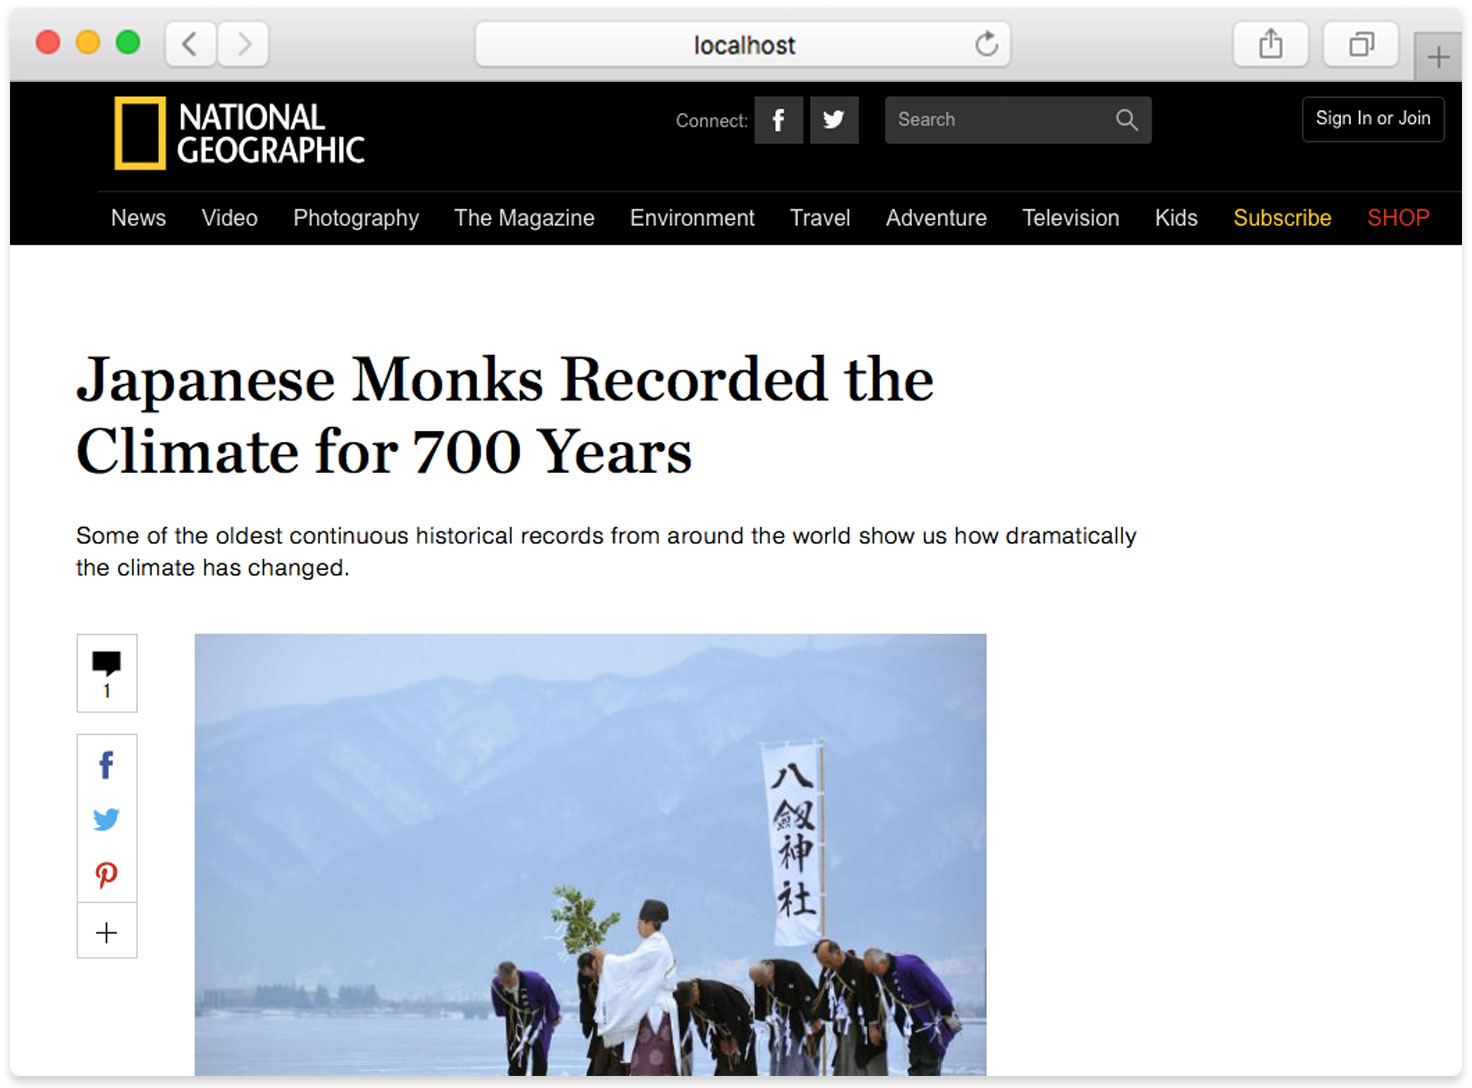 localhost
NATIONAL
GEOGRAPHIC
Connect:
Search
Sign In or Join
News Video Photography The Magazine Environment Travel Adventure Television Kids Subscribe SHOP
Japanese Monks Recorded the
Climate for 700 Years
Some of the oldest continuous historical records from around the world show us how dramatically
the climate has changed.
1
八
劔
神
社